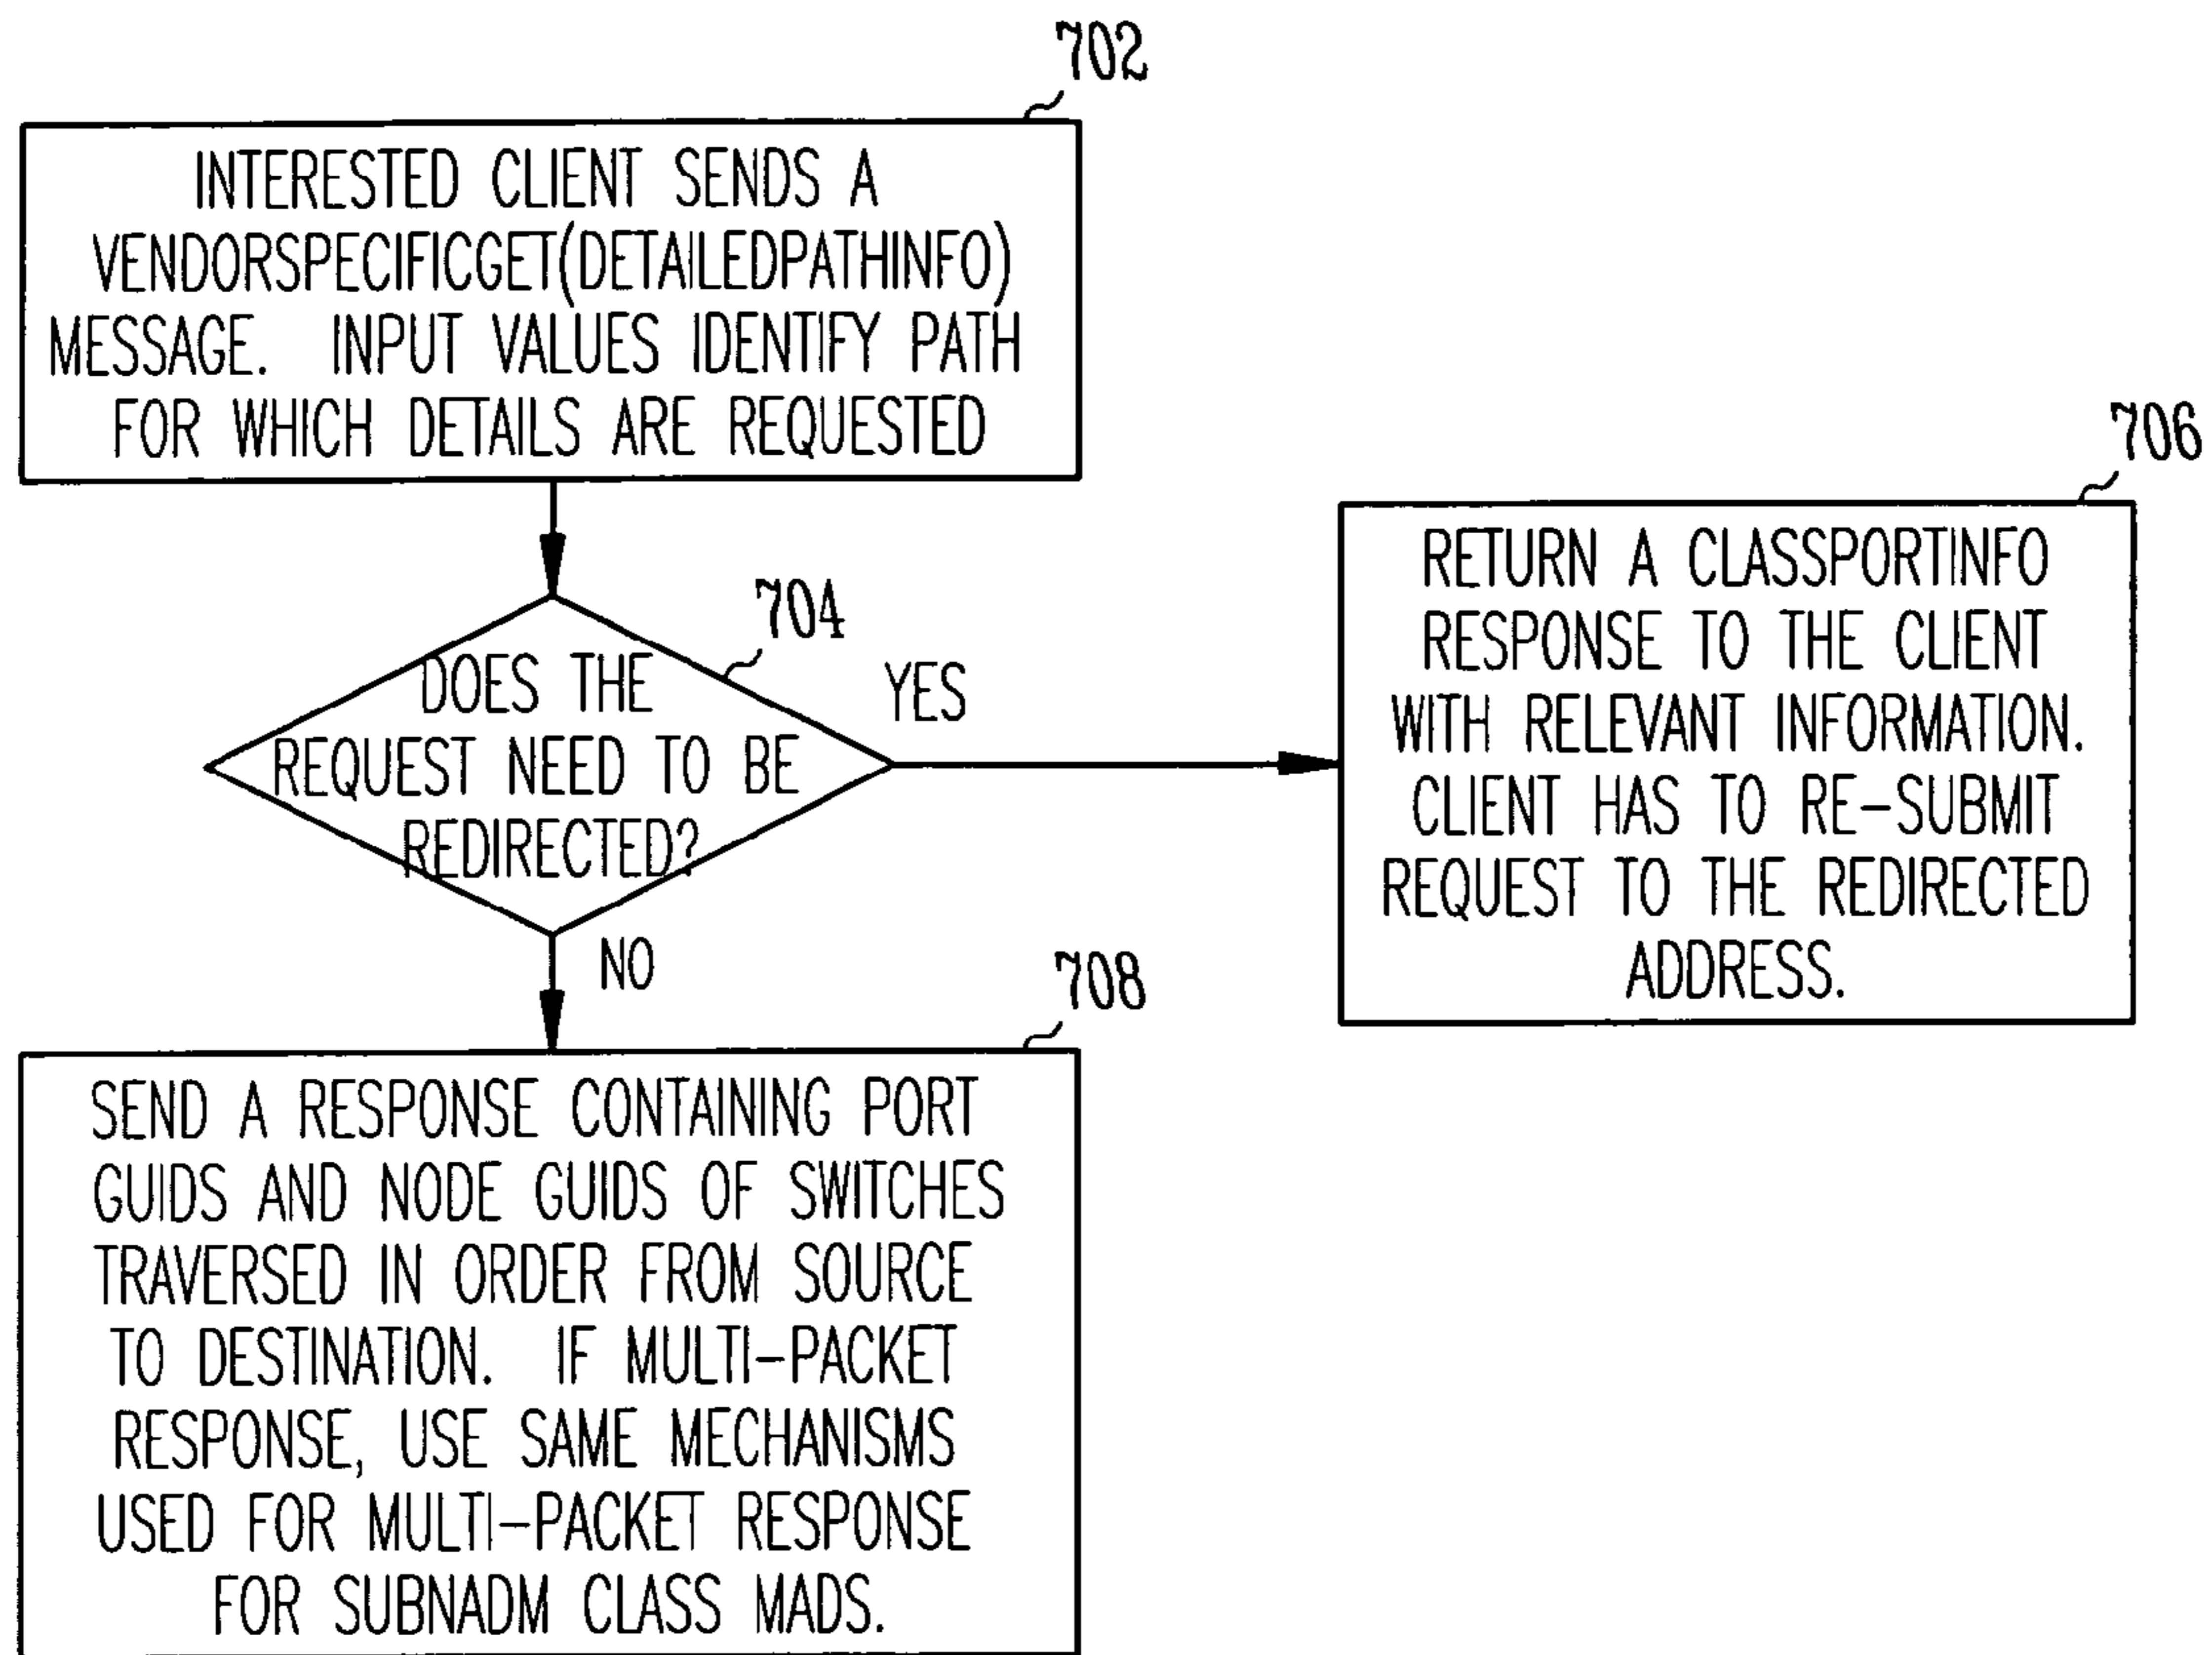 702
INTERESTED CLIENT SENDS A
VENDORSPECIFICGET(DETAILEDPATHINFO)
MESSAGE. INPUT VALUES IDENTIFY PATH
FOR WHICH DETAILS ARE REQUESTED
704
DOES THE
REQUEST NEED TO BE
REDIRECTED?
YES
706
RETURN A CLASSPORTINFO
RESPONSE TO THE CLIENT
WITH RELEVANT INFORMATION.
CLIENT HAS TO RE-SUBMIT
REQUEST TO THE REDIRECTED
ADDRESS.
NO
708
SEND A RESPONSE CONTAINING PORT
GUIDS AND NODE GUIDS OF SWITCHES
TRAVERSED IN ORDER FROM SOURCE
TO DESTINATION. IF MULTI-PACKET
RESPONSE, USE SAME MECHANISMS
USED FOR MULTI-PACKET RESPONSE
FOR SUBNADM CLASS MADS.